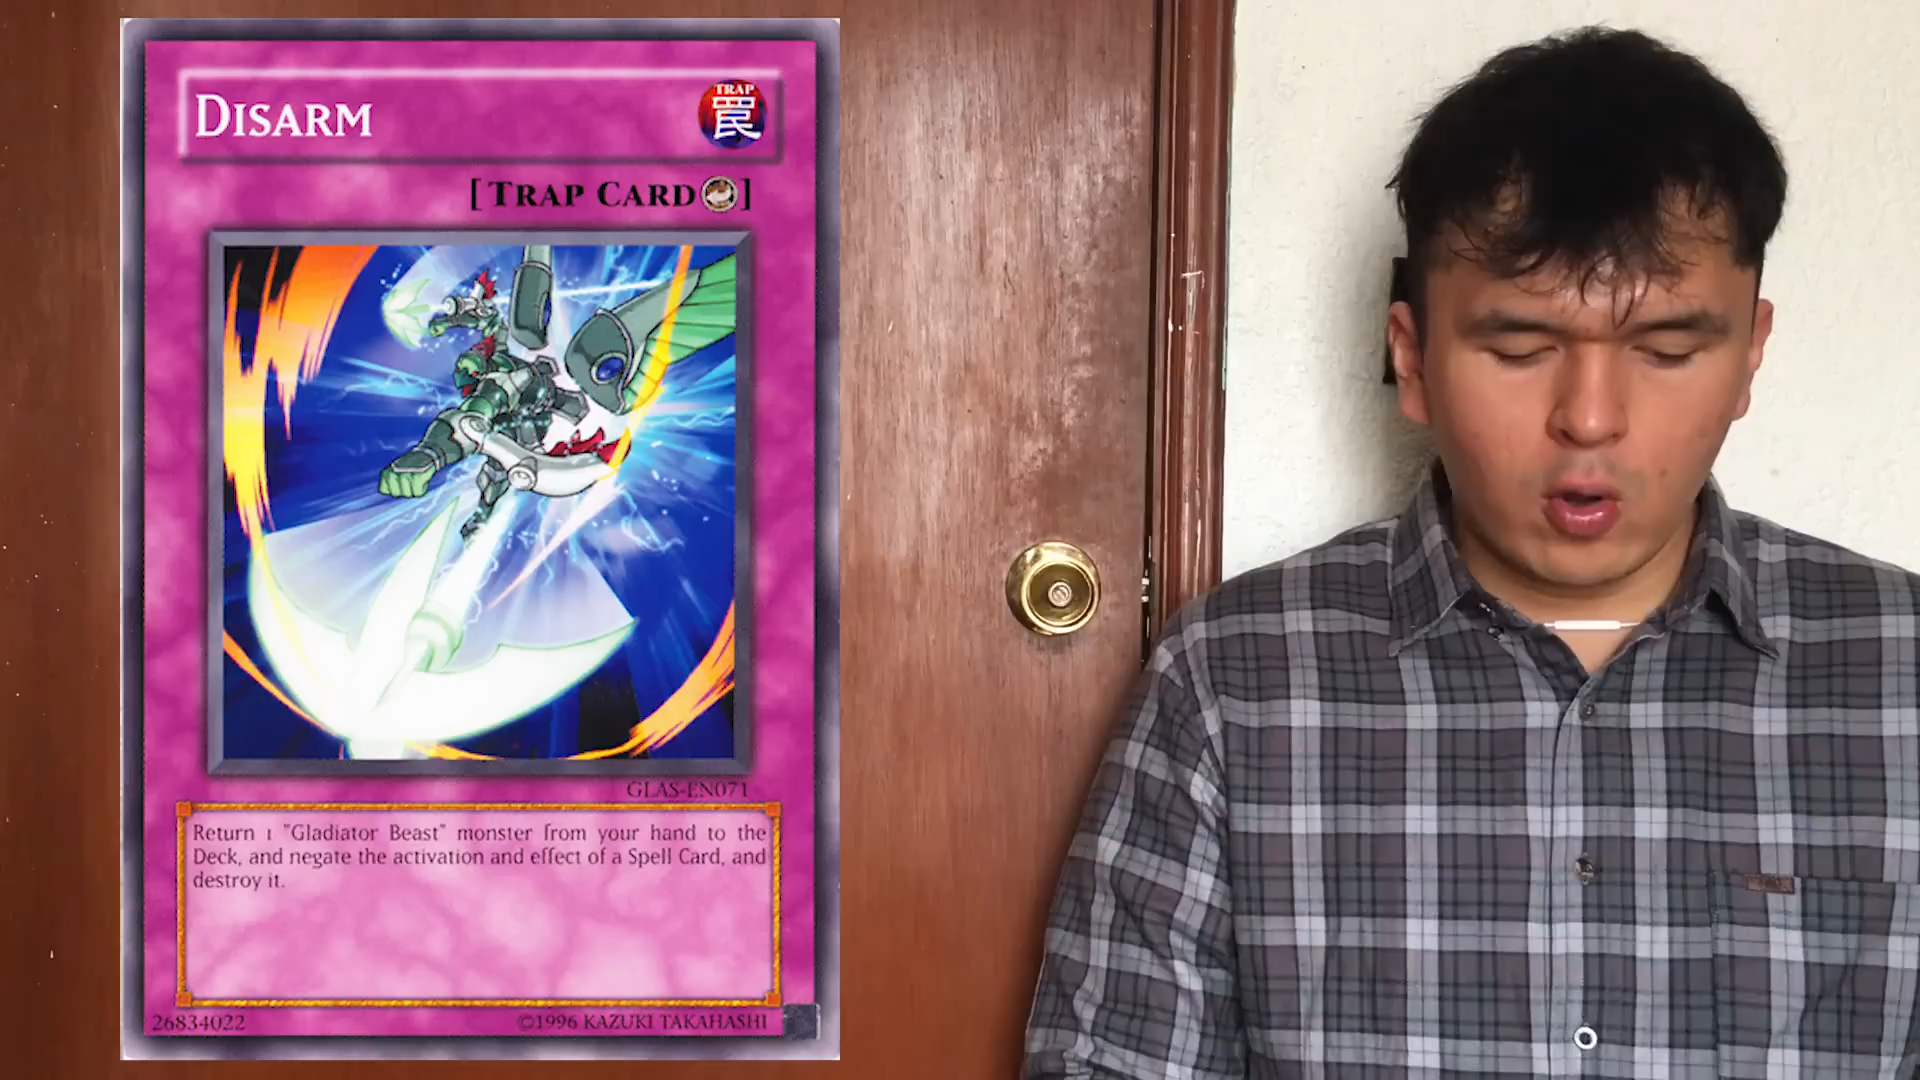 DISARM
TRAP
罠
[TRAP CARD]
GLAS-EN071
Return 1 "Gladiator Beast" monster from your hand to the
Deck, and negate the activation and effect of a Spell Card, and
destroy it.
26834022
©1996 KAZUKI TAKAHASHI